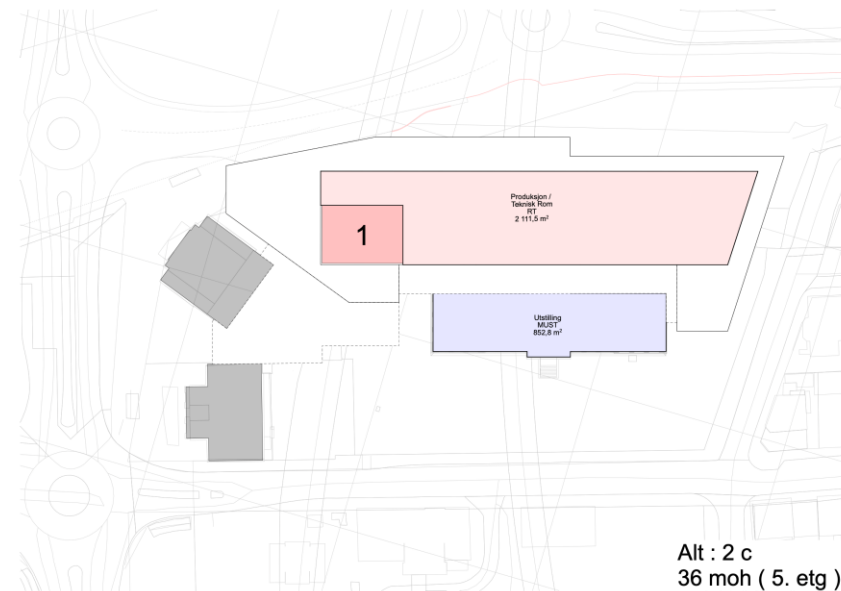 Produksjon /
Teknisk Rom
RT
2 111,5 m²
1
Utstilling
MUST
852,8 m²
Alt : 2 c
36 moh ( 5. etg )